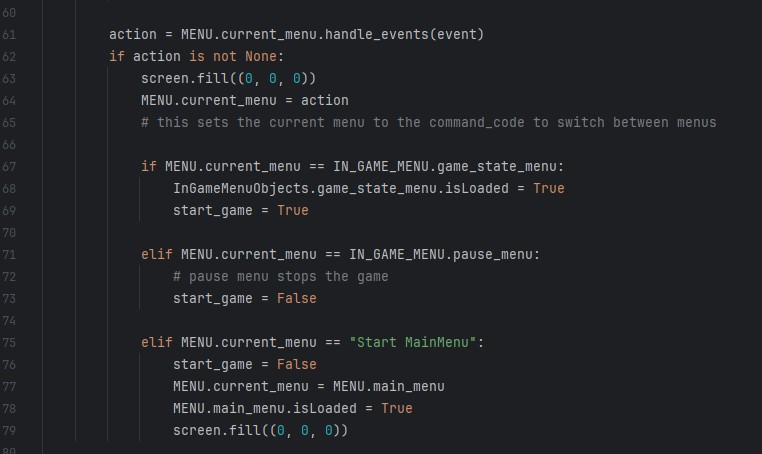 60
61 action = MENU.current_menu.handle_events(event)
62 if action is not None:
63 screen.fill((0, 0, 0))
64 MENU.current_menu = action
65 # this sets the current menu to the command_code to switch between menus
66
67 if MENU.current_menu == IN_GAME_MENU.game_state_menu:
68 InGameMenuObjects.game_state_menu.isLoaded = True
69 start_game = True
70
71 elif MENU.current_menu == IN_GAME_MENU.pause_menu:
72 # pause menu stops the game
73 start_game = False
74
75 elif MENU.current_menu == "Start MainMenu":
76 start_game = False
77 MENU.current_menu = MENU.main_menu
78 MENU.main_menu.isLoaded = True
79 screen.fill((0, 0, 0))
80